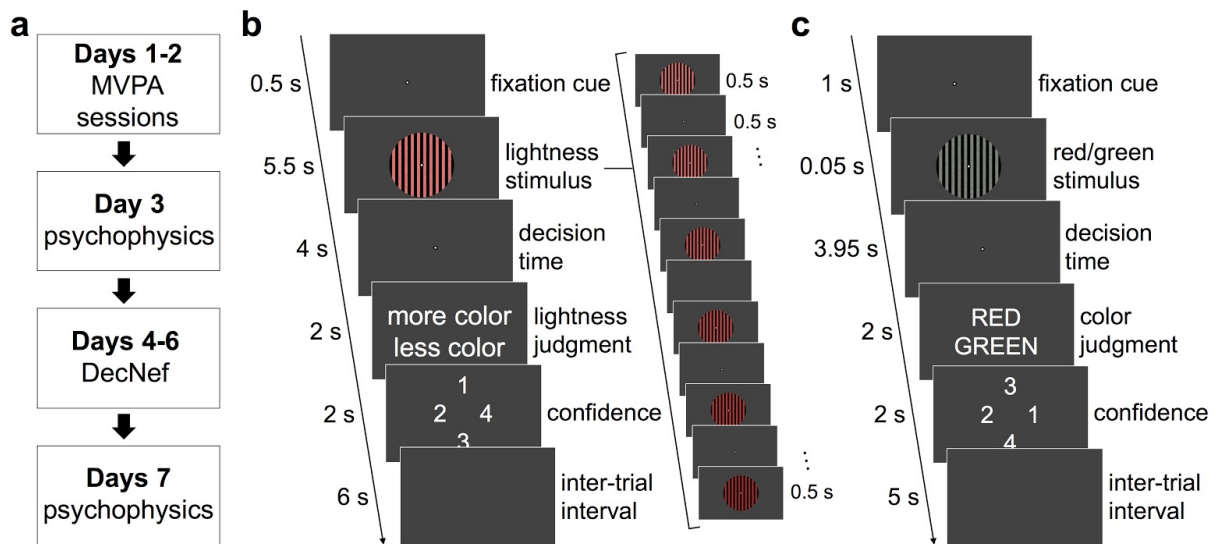 a
Days 1-2
MVPA
sessions
Day 3
psychophysics
Days 4-6
DecNef
Days 7
psychophysics
b
0.5 s
fixation cue
5.5 s
lightness
stimulus
4 s
decision
time
2 s
more color
less color
lightness
judgment
2 s
1
2 4
3
confidence
6 s
inter-trial
interval
0.5 s
0.5 s
0.5 s
c
1 s
fixation cue
0.05 s
red/green
stimulus
3.95 s
decision
time
2 s
RED
GREEN
color
judgment
2 s
3
2 1
4
confidence
5 s
inter-trial
interval